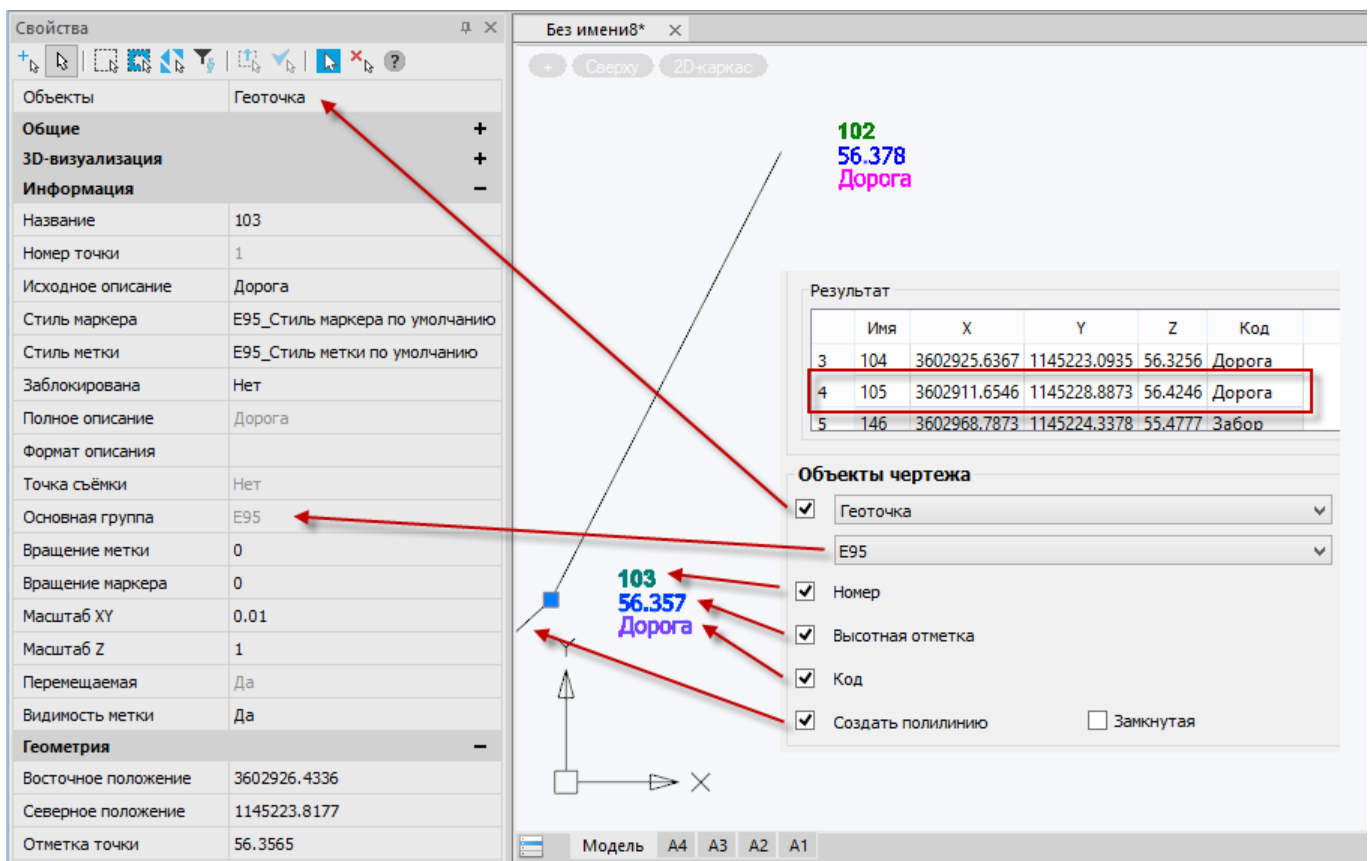 Свойства
Объекты Геоточка
Общие +
3D-визуализация +
Информация −
Название 103
Номер точки 1
Исходное описание Дорога
Стиль маркера E95_Стиль маркера по умолчанию
Стиль метки E95_Стиль метки по умолчанию
Заблокирована Нет
Полное описание Дорога
Формат описания
Точка съёмки Нет
Основная группа E95
Вращение метки 0
Вращение маркера 0
Масштаб XY 0.01
Масштаб Z 1
Перемещаемая Да
Видимость метки Да
Геометрия −
Восточное положение 3602926.4336
Северное положение 1145223.8177
Отметка точки 56.3565
Без имени8*
+ Сверху 2D-каркас
102
56.378
Дорога
Результат
Имя X Y Z Код
3 104 3602925.6367 1145223.0935 56.3256 Дорога
4 105 3602911.6546 1145228.8873 56.4246 Дорога
5 146 3602968.7873 1145224.3378 55.4777 Забор
Объекты чертежа
Геоточка
E95
103
56.357
Дорога
Номер
Высотная отметка
Код
Создать полилинию Замкнутая
Y
X
Модель A4 A3 A2 A1